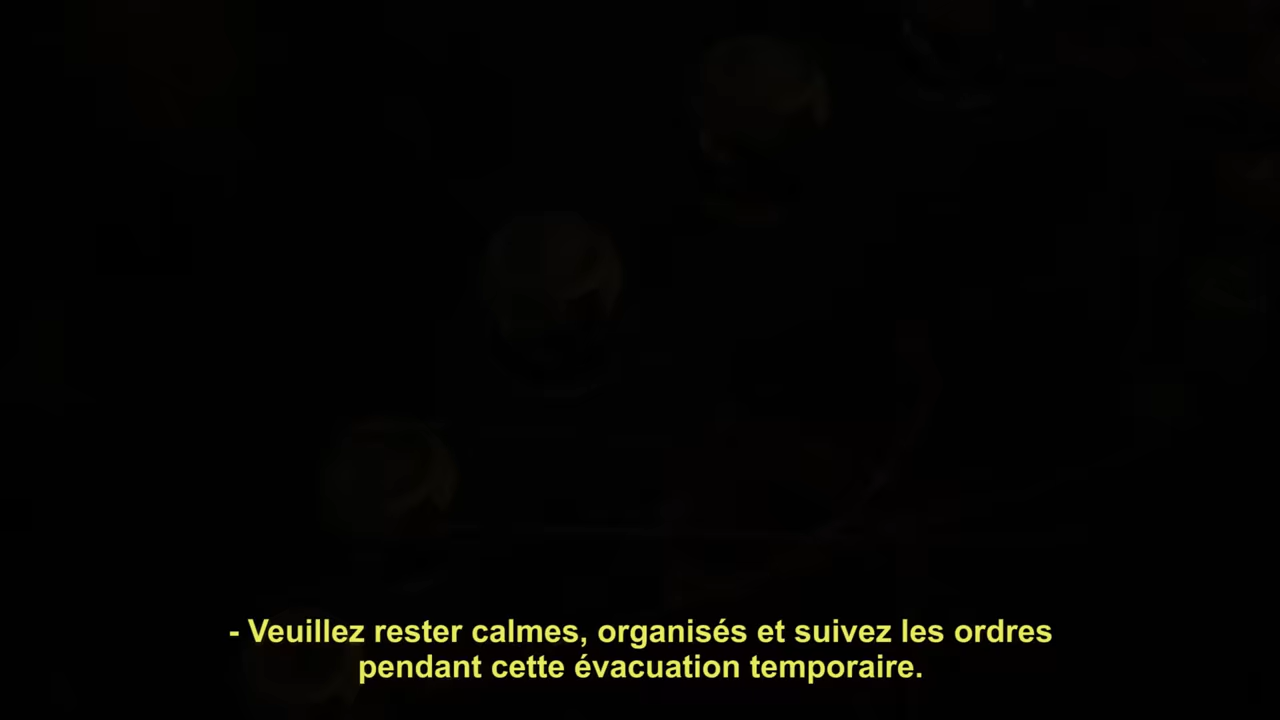 - Veuillez rester calmes, organisés et suivez les ordres
pendant cette évacuation temporaire.